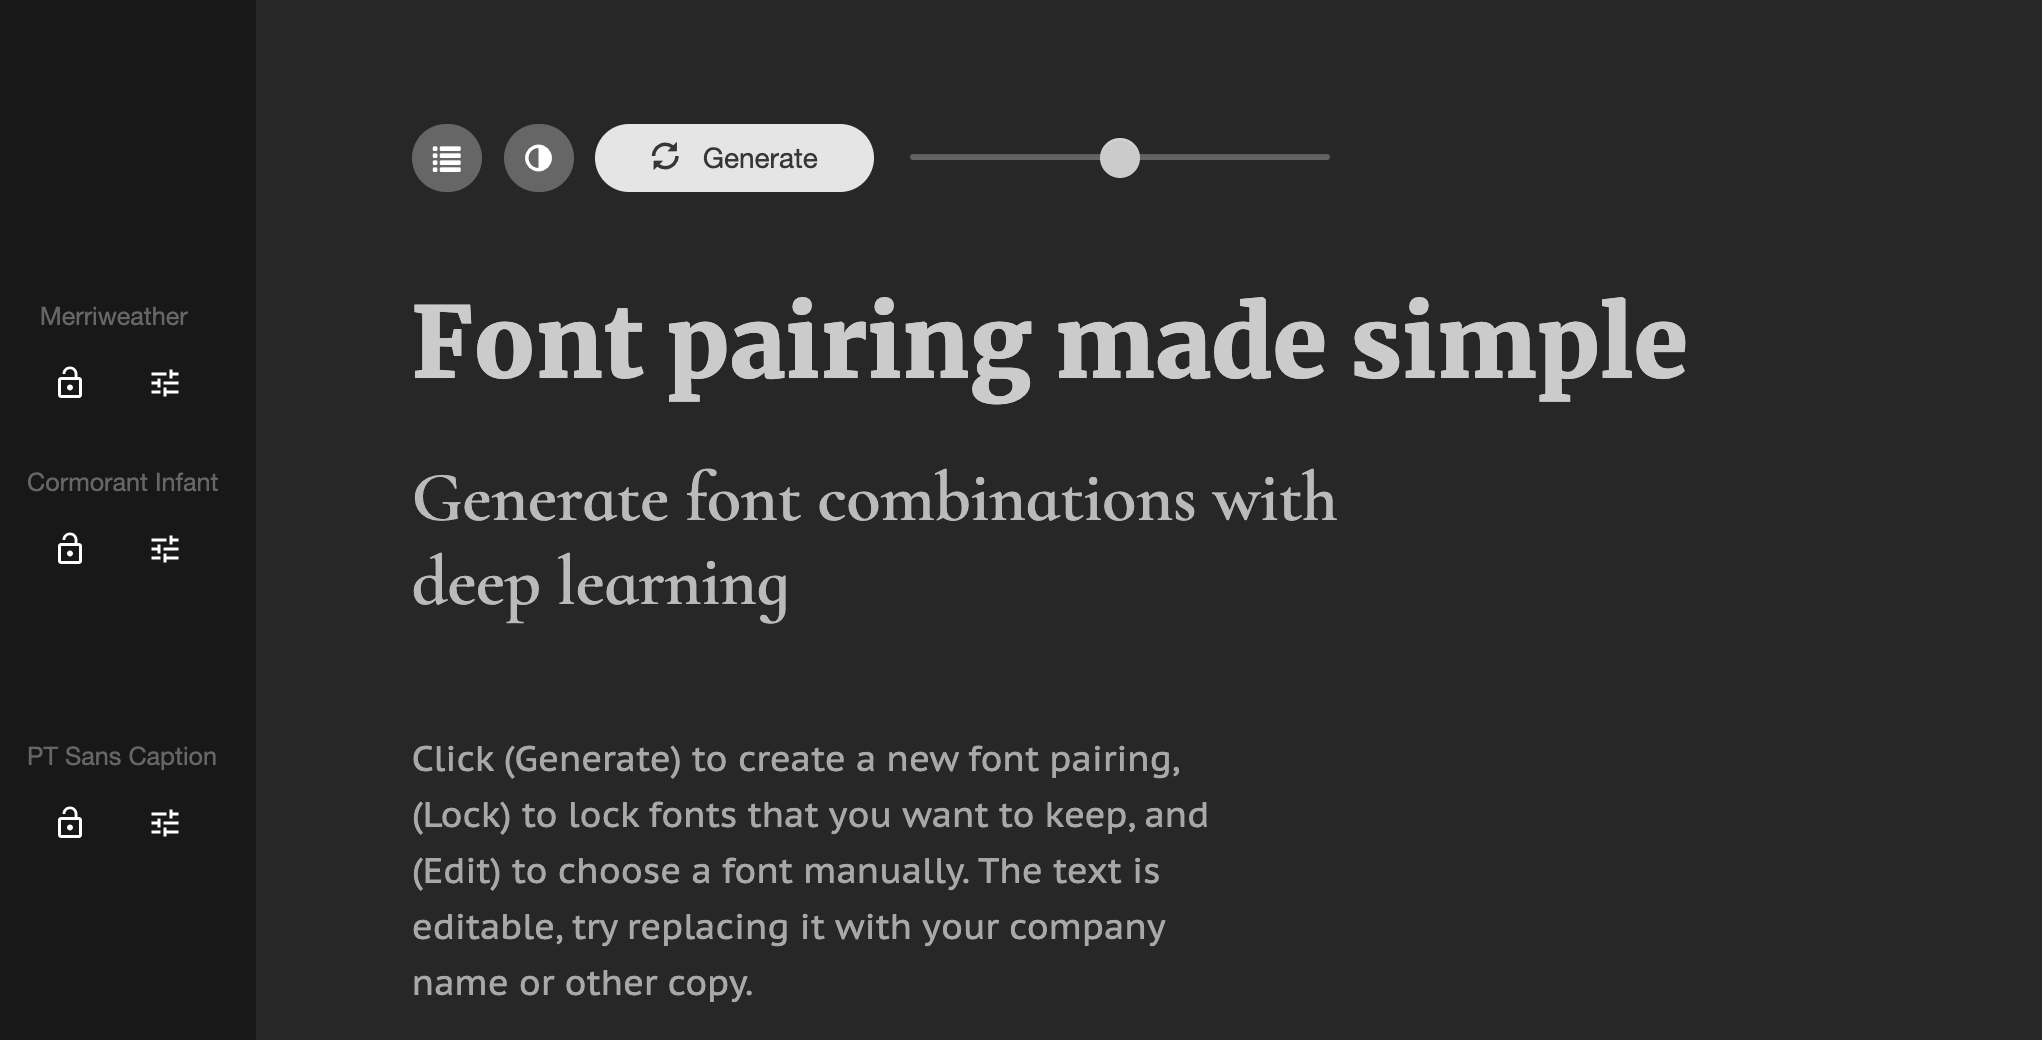 Generate
Merriweather
Font pairing made simple
Cormorant Infant
Generate font combinations with
deep learning
PT Sans Caption
Click (Generate) to create a new font pairing,
(Lock) to lock fonts that you want to keep, and
(Edit) to choose a font manually. The text is
editable, try replacing it with your company
name or other copy.